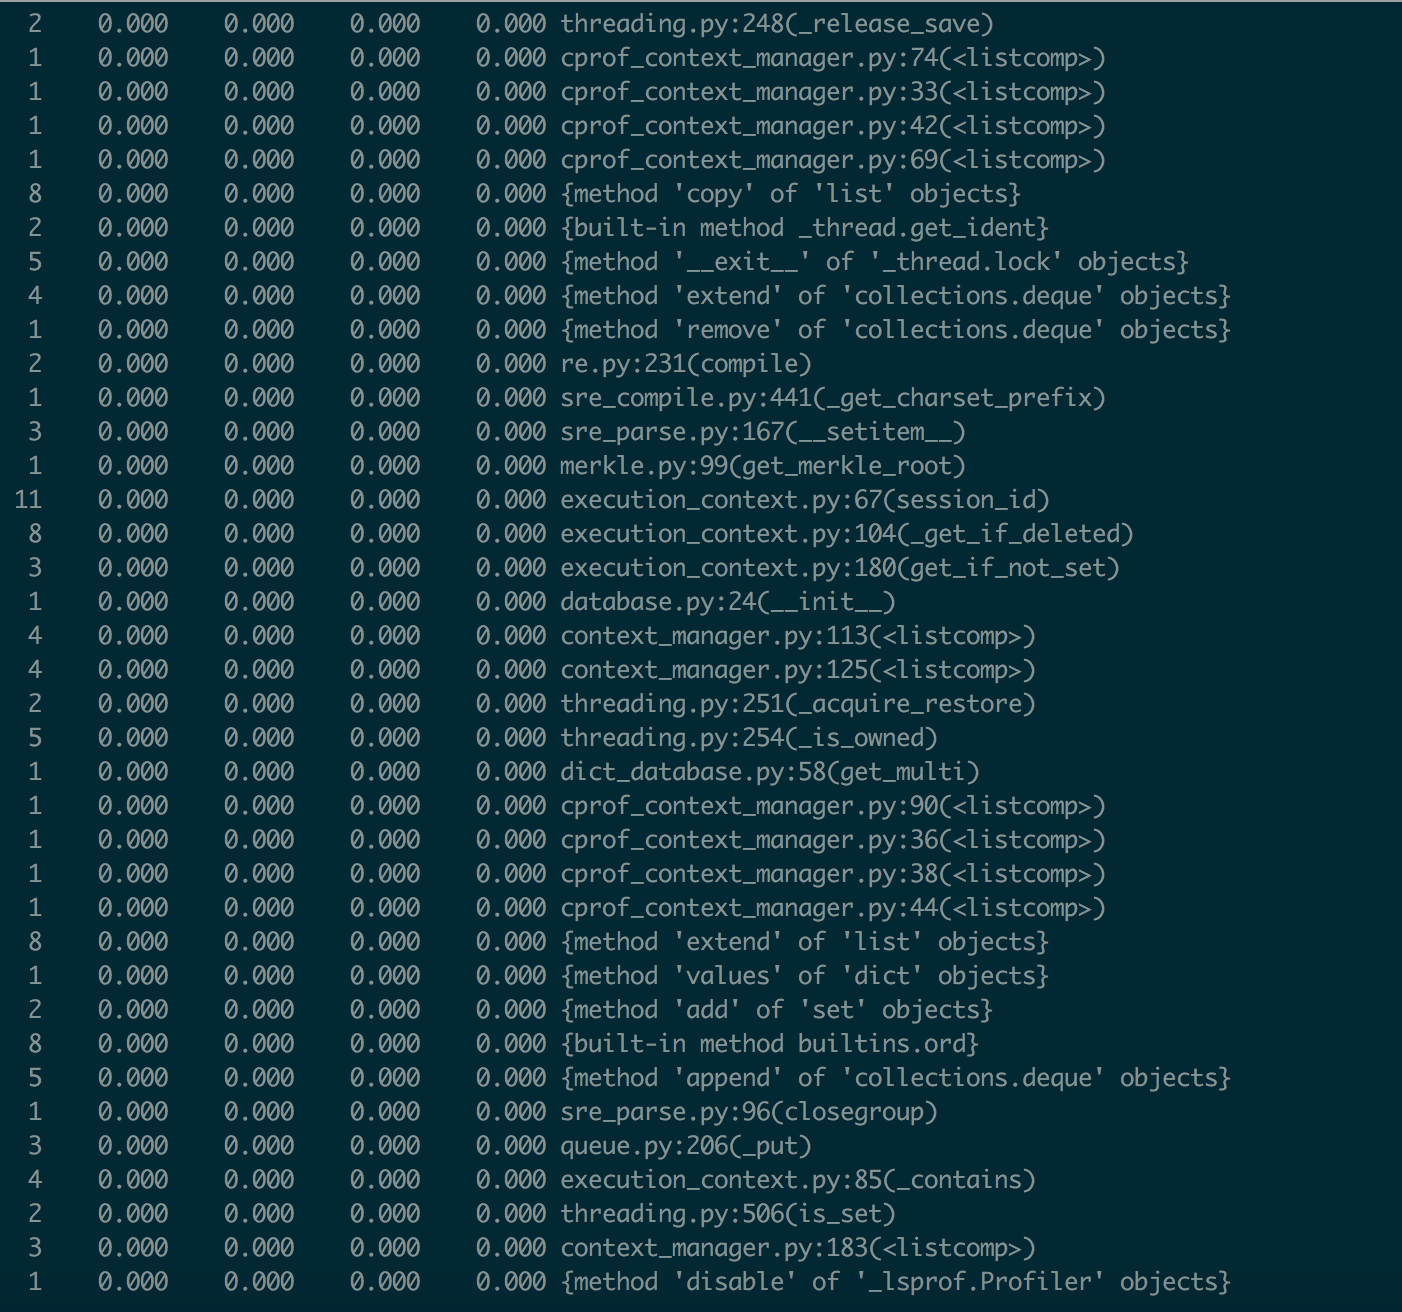 2 0.000 0.000 0.000 0.000 threading.py:248(_release_save)
1 0.000 0.000 0.000 0.000 cprof_context_manager.py:74(<listcomp>)
1 0.000 0.000 0.000 0.000 cprof_context_manager.py:33(<listcomp>)
1 0.000 0.000 0.000 0.000 cprof_context_manager.py:42(<listcomp>)
1 0.000 0.000 0.000 0.000 cprof_context_manager.py:69(<listcomp>)
8 0.000 0.000 0.000 0.000 {method 'copy' of 'list' objects}
2 0.000 0.000 0.000 0.000 {built-in method _thread.get_ident}
5 0.000 0.000 0.000 0.000 {method '__exit__' of '_thread.lock' objects}
4 0.000 0.000 0.000 0.000 {method 'extend' of 'collections.deque' objects}
1 0.000 0.000 0.000 0.000 {method 'remove' of 'collections.deque' objects}
2 0.000 0.000 0.000 0.000 re.py:231(compile)
1 0.000 0.000 0.000 0.000 sre_compile.py:441(_get_charset_prefix)
3 0.000 0.000 0.000 0.000 sre_parse.py:167(__setitem__)
1 0.000 0.000 0.000 0.000 merkle.py:99(get_merkle_root)
11 0.000 0.000 0.000 0.000 execution_context.py:67(session_id)
8 0.000 0.000 0.000 0.000 execution_context.py:104(_get_if_deleted)
3 0.000 0.000 0.000 0.000 execution_context.py:180(get_if_not_set)
1 0.000 0.000 0.000 0.000 database.py:24(__init__)
4 0.000 0.000 0.000 0.000 context_manager.py:113(<listcomp>)
4 0.000 0.000 0.000 0.000 context_manager.py:125(<listcomp>)
2 0.000 0.000 0.000 0.000 threading.py:251(_acquire_restore)
5 0.000 0.000 0.000 0.000 threading.py:254(_is_owned)
1 0.000 0.000 0.000 0.000 dict_database.py:58(get_multi)
1 0.000 0.000 0.000 0.000 cprof_context_manager.py:90(<listcomp>)
1 0.000 0.000 0.000 0.000 cprof_context_manager.py:36(<listcomp>)
1 0.000 0.000 0.000 0.000 cprof_context_manager.py:38(<listcomp>)
1 0.000 0.000 0.000 0.000 cprof_context_manager.py:44(<listcomp>)
8 0.000 0.000 0.000 0.000 {method 'extend' of 'list' objects}
1 0.000 0.000 0.000 0.000 {method 'values' of 'dict' objects}
2 0.000 0.000 0.000 0.000 {method 'add' of 'set' objects}
8 0.000 0.000 0.000 0.000 {built-in method builtins.ord}
5 0.000 0.000 0.000 0.000 {method 'append' of 'collections.deque' objects}
1 0.000 0.000 0.000 0.000 sre_parse.py:96(closegroup)
3 0.000 0.000 0.000 0.000 queue.py:206(_put)
4 0.000 0.000 0.000 0.000 execution_context.py:85(_contains)
2 0.000 0.000 0.000 0.000 threading.py:506(is_set)
3 0.000 0.000 0.000 0.000 context_manager.py:183(<listcomp>)
1 0.000 0.000 0.000 0.000 {method 'disable' of '_lsprof.Profiler' objects}